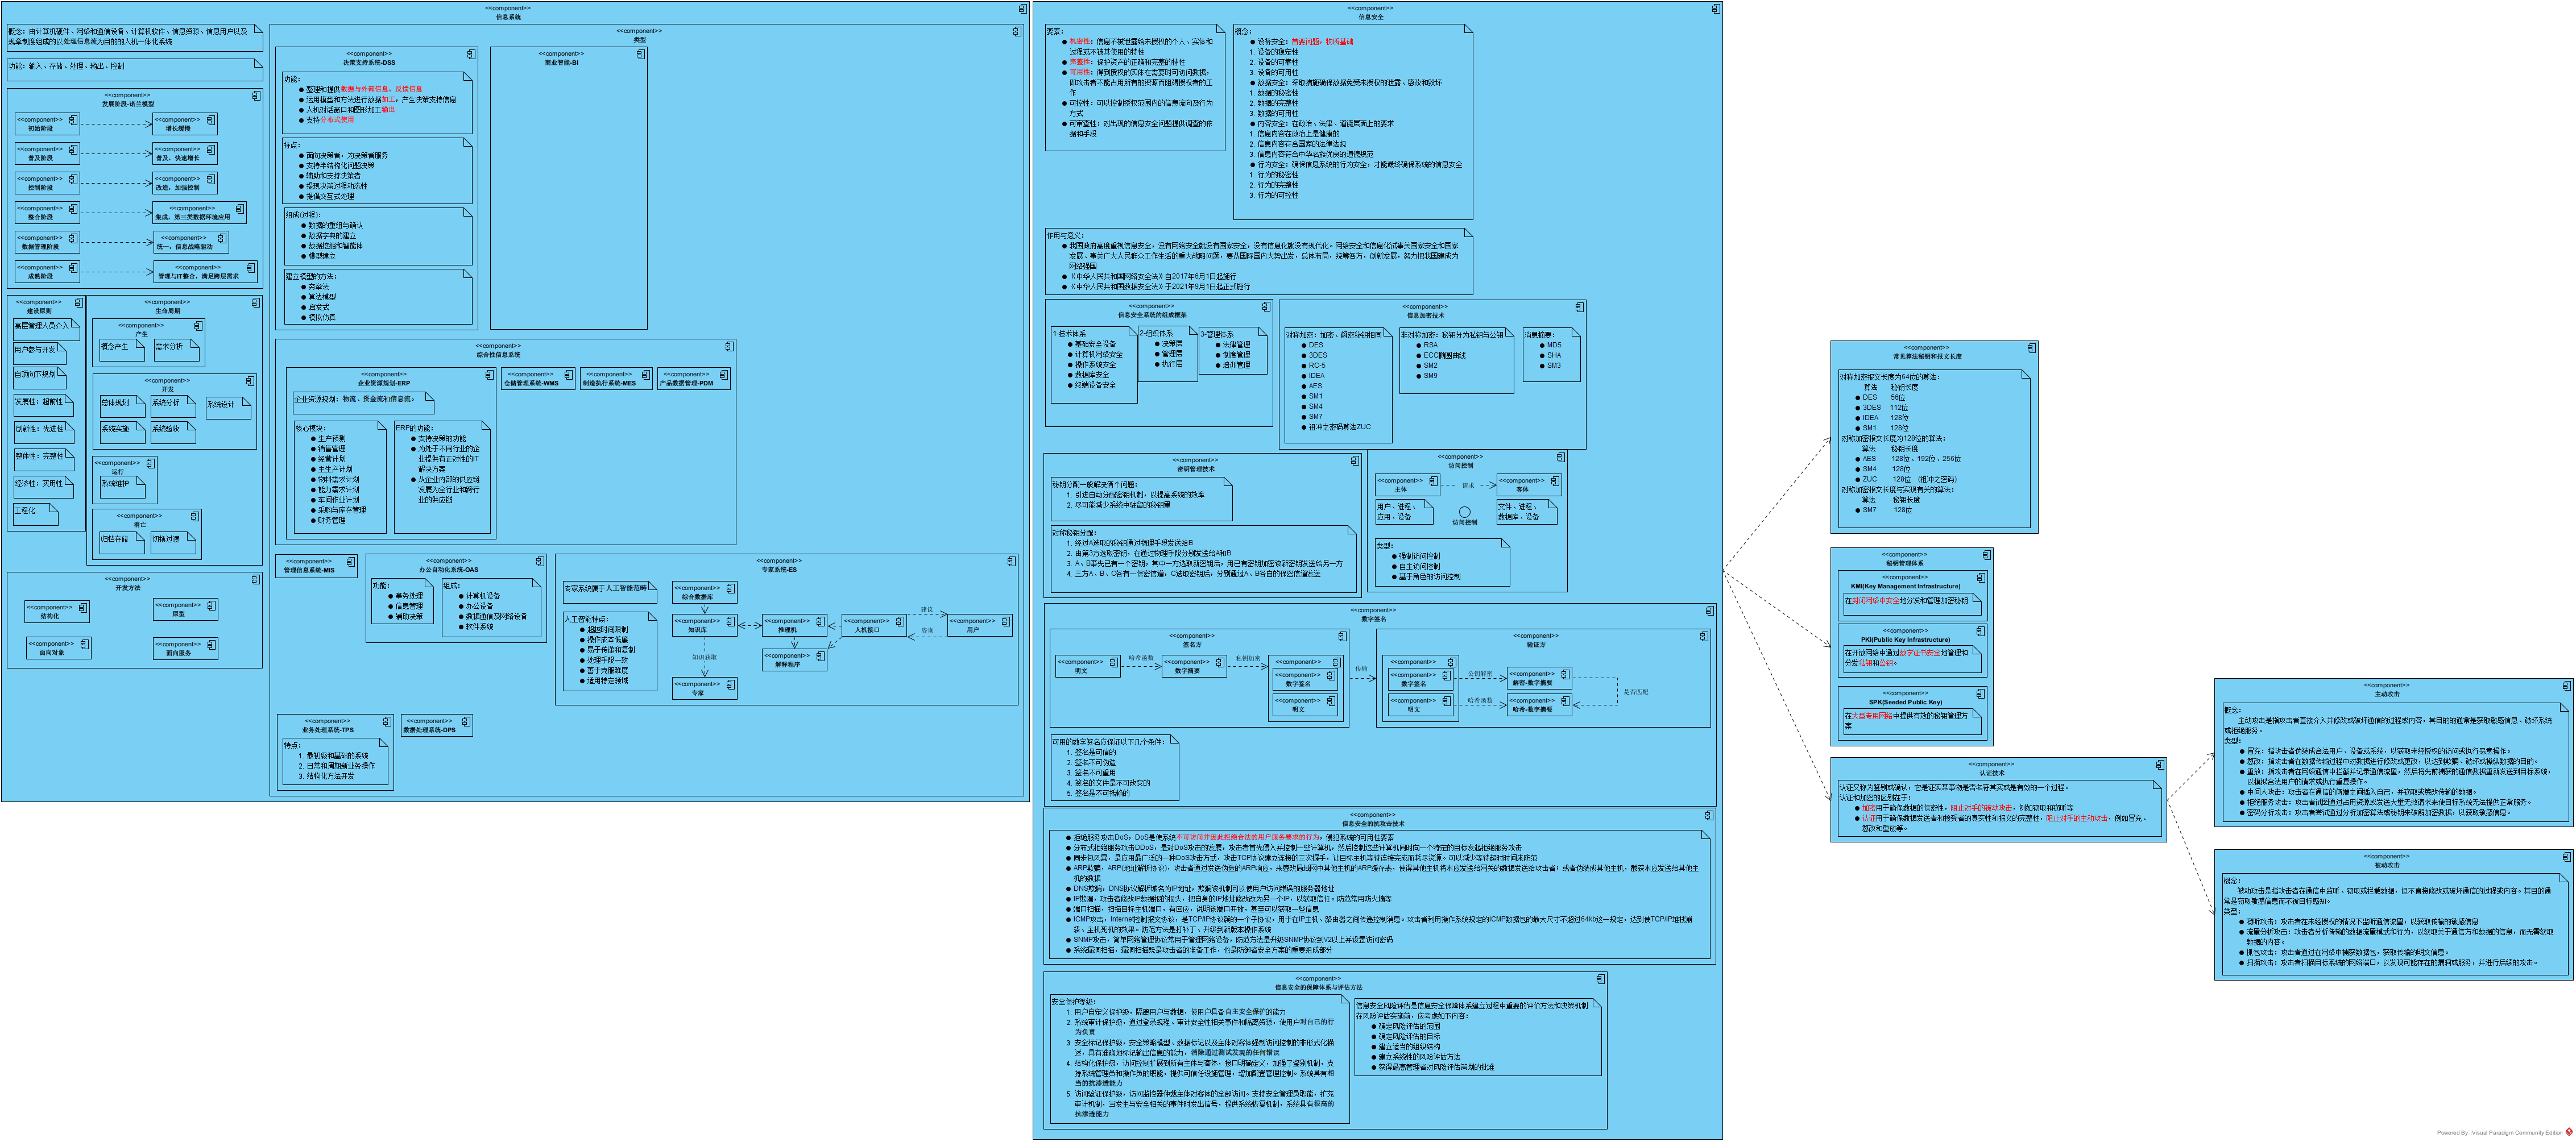 <<component>>
信息系统
概念：由计算机硬件、网络和通信设备、计算机软件、信息资源、信息用户以及
规章制度组成的以处理信息流为目的的人机一体化系统
功能：输入、存储、处理、输出、控制
<<component>>
发展阶段-诺兰模型
<<component>>
初始阶段
<<component>>
增长缓慢
<<component>>
普及阶段
<<component>>
普及，快速增长
<<component>>
控制阶段
<<component>>
改造，加强控制
<<component>>
整合阶段
<<component>>
集成，第三类数据环境应用
<<component>>
数据管理阶段
<<component>>
统一，信息战略驱动
<<component>>
成熟阶段
<<component>>
管理与IT整合，满足跨层需求
<<component>>
建设原则
高层管理人员介入
用户参与开发
自顶向下规划
发展性：超前性
创新性：先进性
整体性：完整性
经济性：实用性
工程化
<<component>>
生命周期
<<component>>
产生
概念产生
需求分析
<<component>>
开发
总体规划
系统分析
系统设计
系统实施
系统验收
<<component>>
运行
系统维护
<<component>>
消亡
归档存储
切换过渡
<<component>>
开发方法
<<component>>
结构化
<<component>>
原型
<<component>>
面向对象
<<component>>
面向服务
<<component>>
类型
<<component>>
决策支持系统-DSS
功能：
● 整理和提供数据与外部信息、反馈信息
● 运用模型和方法进行数据加工，产生决策支持信息
● 人机对话窗口和图形加工输出
● 支持分布式使用
特点：
● 面向决策者，为决策者服务
● 支持半结构化问题决策
● 辅助和支持决策者
● 提现决策过程动态性
● 提倡交互式处理
组成(过程)：
● 数据的重组与确认
● 数据字典的建立
● 数据挖掘和智能体
● 模型建立
建立模型的方法：
● 穷举法
● 算法模型
● 启发式
● 模拟仿真
<<component>>
商业智能-BI
<<component>>
综合性信息系统
<<component>>
企业资源规划-ERP
企业资源规划：物流、资金流和信息流。
核心模块：
● 生产预测
● 销售管理
● 经营计划
● 主生产计划
● 物料需求计划
● 能力需求计划
● 车间作业计划
● 采购与库存管理
● 财务管理
ERP的功能：
● 支持决策的功能
● 为处于不同行业的企
业提供有正对性的IT
解决方案
● 从企业内部的供应链
发展为全行业和跨行
业的供应链
<<component>>
仓储管理系统-WMS
<<component>>
制造执行系统-MES
<<component>>
产品数据管理-PDM
<<component>>
管理信息系统-MIS
<<component>>
办公自动化系统-OAS
功能：
● 事务处理
● 信息管理
● 辅助决策
组成：
● 计算机设备
● 办公设备
● 数据通信及网络设备
● 软件系统
<<component>>
专家系统-ES
专家系统属于人工智能范畴
人工智能特点：
● 超越时间限制
● 操作成本低廉
● 易于传递和复制
● 处理手段一致
● 善于克服难度
● 适用特定领域
<<component>>
综合数据库
<<component>>
知识库
<<component>>
推理机
<<component>>
人机接口
建议
咨询
<<component>>
用户
<<component>>
解释程序
知识获取
<<component>>
专家
<<component>>
业务处理系统-TPS
特点：
1. 最初级和基础的系统
2. 日常和周期新业务操作
3. 结构化方法开发
<<component>>
数据处理系统-DPS
<<component>>
信息安全
要素：
● 机密性：信息不被泄露给未授权的个人、实体和
过程或不被其使用的特性
● 完整性：保护资产的正确和完整的特性
● 可用性：得到授权的实体在需要时可访问数据，
即攻击者不能占用所有的资源而阻碍授权者的工
作
● 可控性：可以控制授权范围内的信息流向及行为
方式
● 可审查性：对出现的信息安全问题提供调查的依
据和手段
概念：
● 设备安全：首要问题，物质基础
1. 设备的稳定性
2. 设备的可靠性
3. 设备的可用性
● 数据安全：采取措施确保数据免受未授权的泄露、篡改和毁坏
1. 数据的秘密性
2. 数据的完整性
3. 数据的可用性
● 内容安全：在政治、法律、道德层面上的要求
1. 信息内容在政治上是健康的
2. 信息内容符合国家的法律法规
3. 信息内容符合中华名族优良的道德规范
● 行为安全：确保信息系统的行为安全，才能最终确保系统的信息安全
1. 行为的秘密性
2. 行为的完整性
3. 行为的可控性
作用与意义：
● 我国政府高度重视信息安全，没有网络安全就没有国家安全，没有信息化就没有现代化。网络安全和信息化试事关国家安全和国家
发展、事关广大人民群众工作生活的重大战略问题，要从国际国内大势出发，总体布局，统筹各方，创新发展，努力把我国建成为
网络强国
● 《中华人民共和国网络安全法》自2017年6月1日起施行
● 《中华人民共和国数据安全法》于2021年9月1日起正式施行
<<component>>
信息安全系统的组成框架
1-技术体系
● 基础安全设备
● 计算机网络安全
● 操作系统安全
● 数据库安全
● 终端设备安全
2-组织体系
● 决策层
● 管理层
● 执行层
3-管理体系
● 法律管理
● 制度管理
● 培训管理
<<component>>
信息加密技术
对称加密：加密、解密秘钥相同
● DES
● 3DES
● RC-5
● IDEA
● AES
● SM1
● SM4
● SM7
● 祖冲之密码算法ZUC
非对称加密：秘钥分为私钥与公钥
● RSA
● ECC椭圆曲线
● SM2
● SM9
消息摘要：
● MD5
● SHA
● SM3
<<component>>
密钥管理技术
秘钥分配一般解决两个问题：
1. 引进自动分配密钥机制，以提高系统的效率
2. 尽可能减少系统中驻留的秘钥量
对称秘钥分配：
1. 经过A选取的秘钥通过物理手段发送给B
2. 由第3方选取密钥，在通过物理手段分别发送给A和B
3. A、B事先已有一个密钥，其中一方选取新密钥后，用已有密钥加密该新密钥发送给另一方
4. 三方A、B、C各有一保密信道，C选取密钥后，分别通过A、B各自的保密信道发送
<<component>>
访问控制
<<component>>
主体
请求
<<component>>
客体
用户、进程、
应用、设备
访问控制
文件、进程、
数据库、设备
类型：
● 强制访问控制
● 自主访问控制
● 基于角色的访问控制
<<component>>
数字签名
<<component>>
签名方
<<component>>
明文
哈希函数
<<component>>
数字摘要
私钥加密
<<component>>
<<component>>
数字签名
<<component>>
明文
传输
<<component>>
验证方
<<component>>
<<component>>
数字签名
<<component>>
明文
公钥解密
<<component>>
解密-数字摘要
哈希函数
<<component>>
哈希-数字摘要
是否匹配
可用的数字签名应保证以下几个条件：
1. 签名是可信的
2. 签名不可伪造
3. 签名不可重用
4. 签名的文件是不可改变的
5. 签名是不可抵赖的
<<component>>
信息安全的抗攻击技术
● 拒绝服务攻击DoS，DoS是使系统不可访问并因此拒绝合法的用户服务要求的行为，侵犯系统的可用性要素
● 分布式拒绝服务攻击DDoS，是对DoS攻击的发展，攻击者首先侵入并控制一些计算机，然后控制这些计算机同时向一个特定的目标发起拒绝服务攻击
● 同步包风暴，是应用最广泛的一种DoS攻击方式，攻击TCP协议建立连接的三次握手，让目标主机等待连接完成而耗尽资源。可以减少等待超时时间来防范
● ARP欺骗，ARP(地址解析协议)，攻击者通过发送伪造的ARP响应，来篡改局域网中其他主机的ARP缓存表，使得其他主机将本应发送给网关的数据发送给攻击者；或者伪装成其他主机，截获本应发送给其他主
机的数据
● DNS欺骗，DNS协议解析域名为IP地址，欺骗该机制可以使用户访问错误的服务器地址
● IP欺骗，攻击者修改IP数据报的报头，把自身的IP地址修改改为另一个IP，以获取信任。防范常用防火墙等
● 端口扫描，扫描目标主机端口，有回应，说明该端口开放，甚至可以获取一些信息
● ICMP攻击，Internet控制报文协议，是TCP/IP协议簇的一个子协议，用于在IP主机、路由器之间传递控制消息。攻击者利用操作系统规定的ICMP数据包的最大尺寸不超过64kb这一规定，达到使TCP/IP堆栈崩
溃、主机死机的效果。防范方法是打补丁、升级到新版本操作系统
● SNMP攻击，简单网络管理协议常用于管理网络设备，防范方法是升级SNMP协议到V2以上并设置访问密码
● 系统漏洞扫描，漏洞扫描既是攻击者的准备工作，也是防御者安全方案的重要组成部分
<<component>>
信息安全的保障体系与评估方法
安全保护等级：
1. 用户自定义保护级，隔离用户与数据，使用户具备自主安全保护的能力
2. 系统审计保护级，通过登录规程、审计安全性相关事件和隔离资源，使用户对自己的行
为负责
3. 安全标记保护级，安全策略模型、数据标记以及主体对客体强制访问控制的非形式化描
述，具有准确地标记输出信息的能力，消除通过测试发现的任何错误
4. 结构化保护级，访问控制扩展到所有主体与客体，接口明确定义，加强了鉴别机制，支
持系统管理员和操作员的职能，提供可信任设施管理，增加配置管理控制。系统具有相
当的抗渗透能力
5. 访问验证保护级，访问监控器仲裁主体对客体的全部访问。支持安全管理员职能，扩充
审计机制，当发生与安全相关的事件时发出信号，提供系统恢复机制，系统具有很高的
抗渗透能力
信息安全风险评估是信息安全保障体系建立过程中重要的评价方法和决策机制
在风险评估实施前，应考虑如下内容：
● 确定风险评估的范围
● 确定风险评估的目标
● 建立适当的组织结构
● 建立系统性的风险评估方法
● 获得最高管理者对风险评估策划的批准
<<component>>
常见算法秘钥和报文长度
对称加密报文长度为64位的算法：
算法 秘钥长度
● DES 56位
● 3DES 112位
● IDEA 128位
● SM1 128位
对称加密报文长度为128位的算法：
算法 秘钥长度
● AES 128位、192位、256位
● SM4 128位
● ZUC 128位 (祖冲之密码)
对称加密报文长度与实现有关的算法：
算法 秘钥长度
● SM7 128位
<<component>>
秘钥管理体系
<<component>>
KMI(Key Management Infrastructure)
在封闭网络中安全地分发和管理加密秘钥
<<component>>
PKI(Public Key Infrastructure)
在开放网络中通过数字证书安全地管理和
分发私钥和公钥。
<<component>>
SPK(Seeded Public Key)
在大型专用网络中提供有效的秘钥管理方
案
<<component>>
认证技术
认证又称为鉴别或确认，它是证实某事物是否名符其实或是有效的一个过程。
认证和加密的区别在于：
● 加密用于确保数据的保密性，阻止对手的被动攻击，例如窃取和窃听等
● 认证用于确保数据发送者和接受者的真实性和报文的完整性，阻止对手的主动攻击，例如冒充、
篡改和重放等。
<<component>>
主动攻击
概念：
主动攻击是指攻击者直接介入并修改或破坏通信的过程或内容，其目的的通常是获取敏感信息、破坏系统
或拒绝服务。
类型：
● 冒充：指攻击者伪装成合法用户、设备或系统，以获取未经授权的访问或执行恶意操作。
● 篡改：指攻击者在数据传输过程中对数据进行修改或更改，以达到欺骗、破坏或操纵数据的目的。
● 重放：指攻击者在网络通信中拦截并记录通信流量，然后将先前捕获的通信数据重新发送到目标系统，
以模拟合法用户的请求或执行重复操作。
● 中间人攻击：攻击者在通信的俩端之间插入自己，并窃取或篡改传输的数据。
● 拒绝服务攻击：攻击者试图通过占用资源或发送大量无效请求来使目标系统无法提供正常服务。
● 密码分析攻击：攻击者尝试通过分析加密算法或秘钥来破解加密数据，以获取敏感信息。
<<component>>
被动攻击
概念：
被动攻击是指攻击者在通信中监听、窃取或拦截数据，但不直接修改或破坏通信的过程或内容。其目的通
常是窃取敏感信息而不被目标感知。
类型：
● 窃听攻击：攻击者在未经授权的情况下监听通信流量，以获取传输的敏感信息
● 流量分析攻击：攻击者分析传输的数据流量模式和行为，以获取关于通信方和数据的信息，而无需获取
数据的内容。
● 抓包攻击：攻击者通过在网络中捕获数据包，获取传输的明文信息。
● 扫描攻击：攻击者扫描目标系统的网络端口，以发现可能存在的漏洞或服务，并进行后续的攻击。
Powered By: Visual Paradigm Community Edition